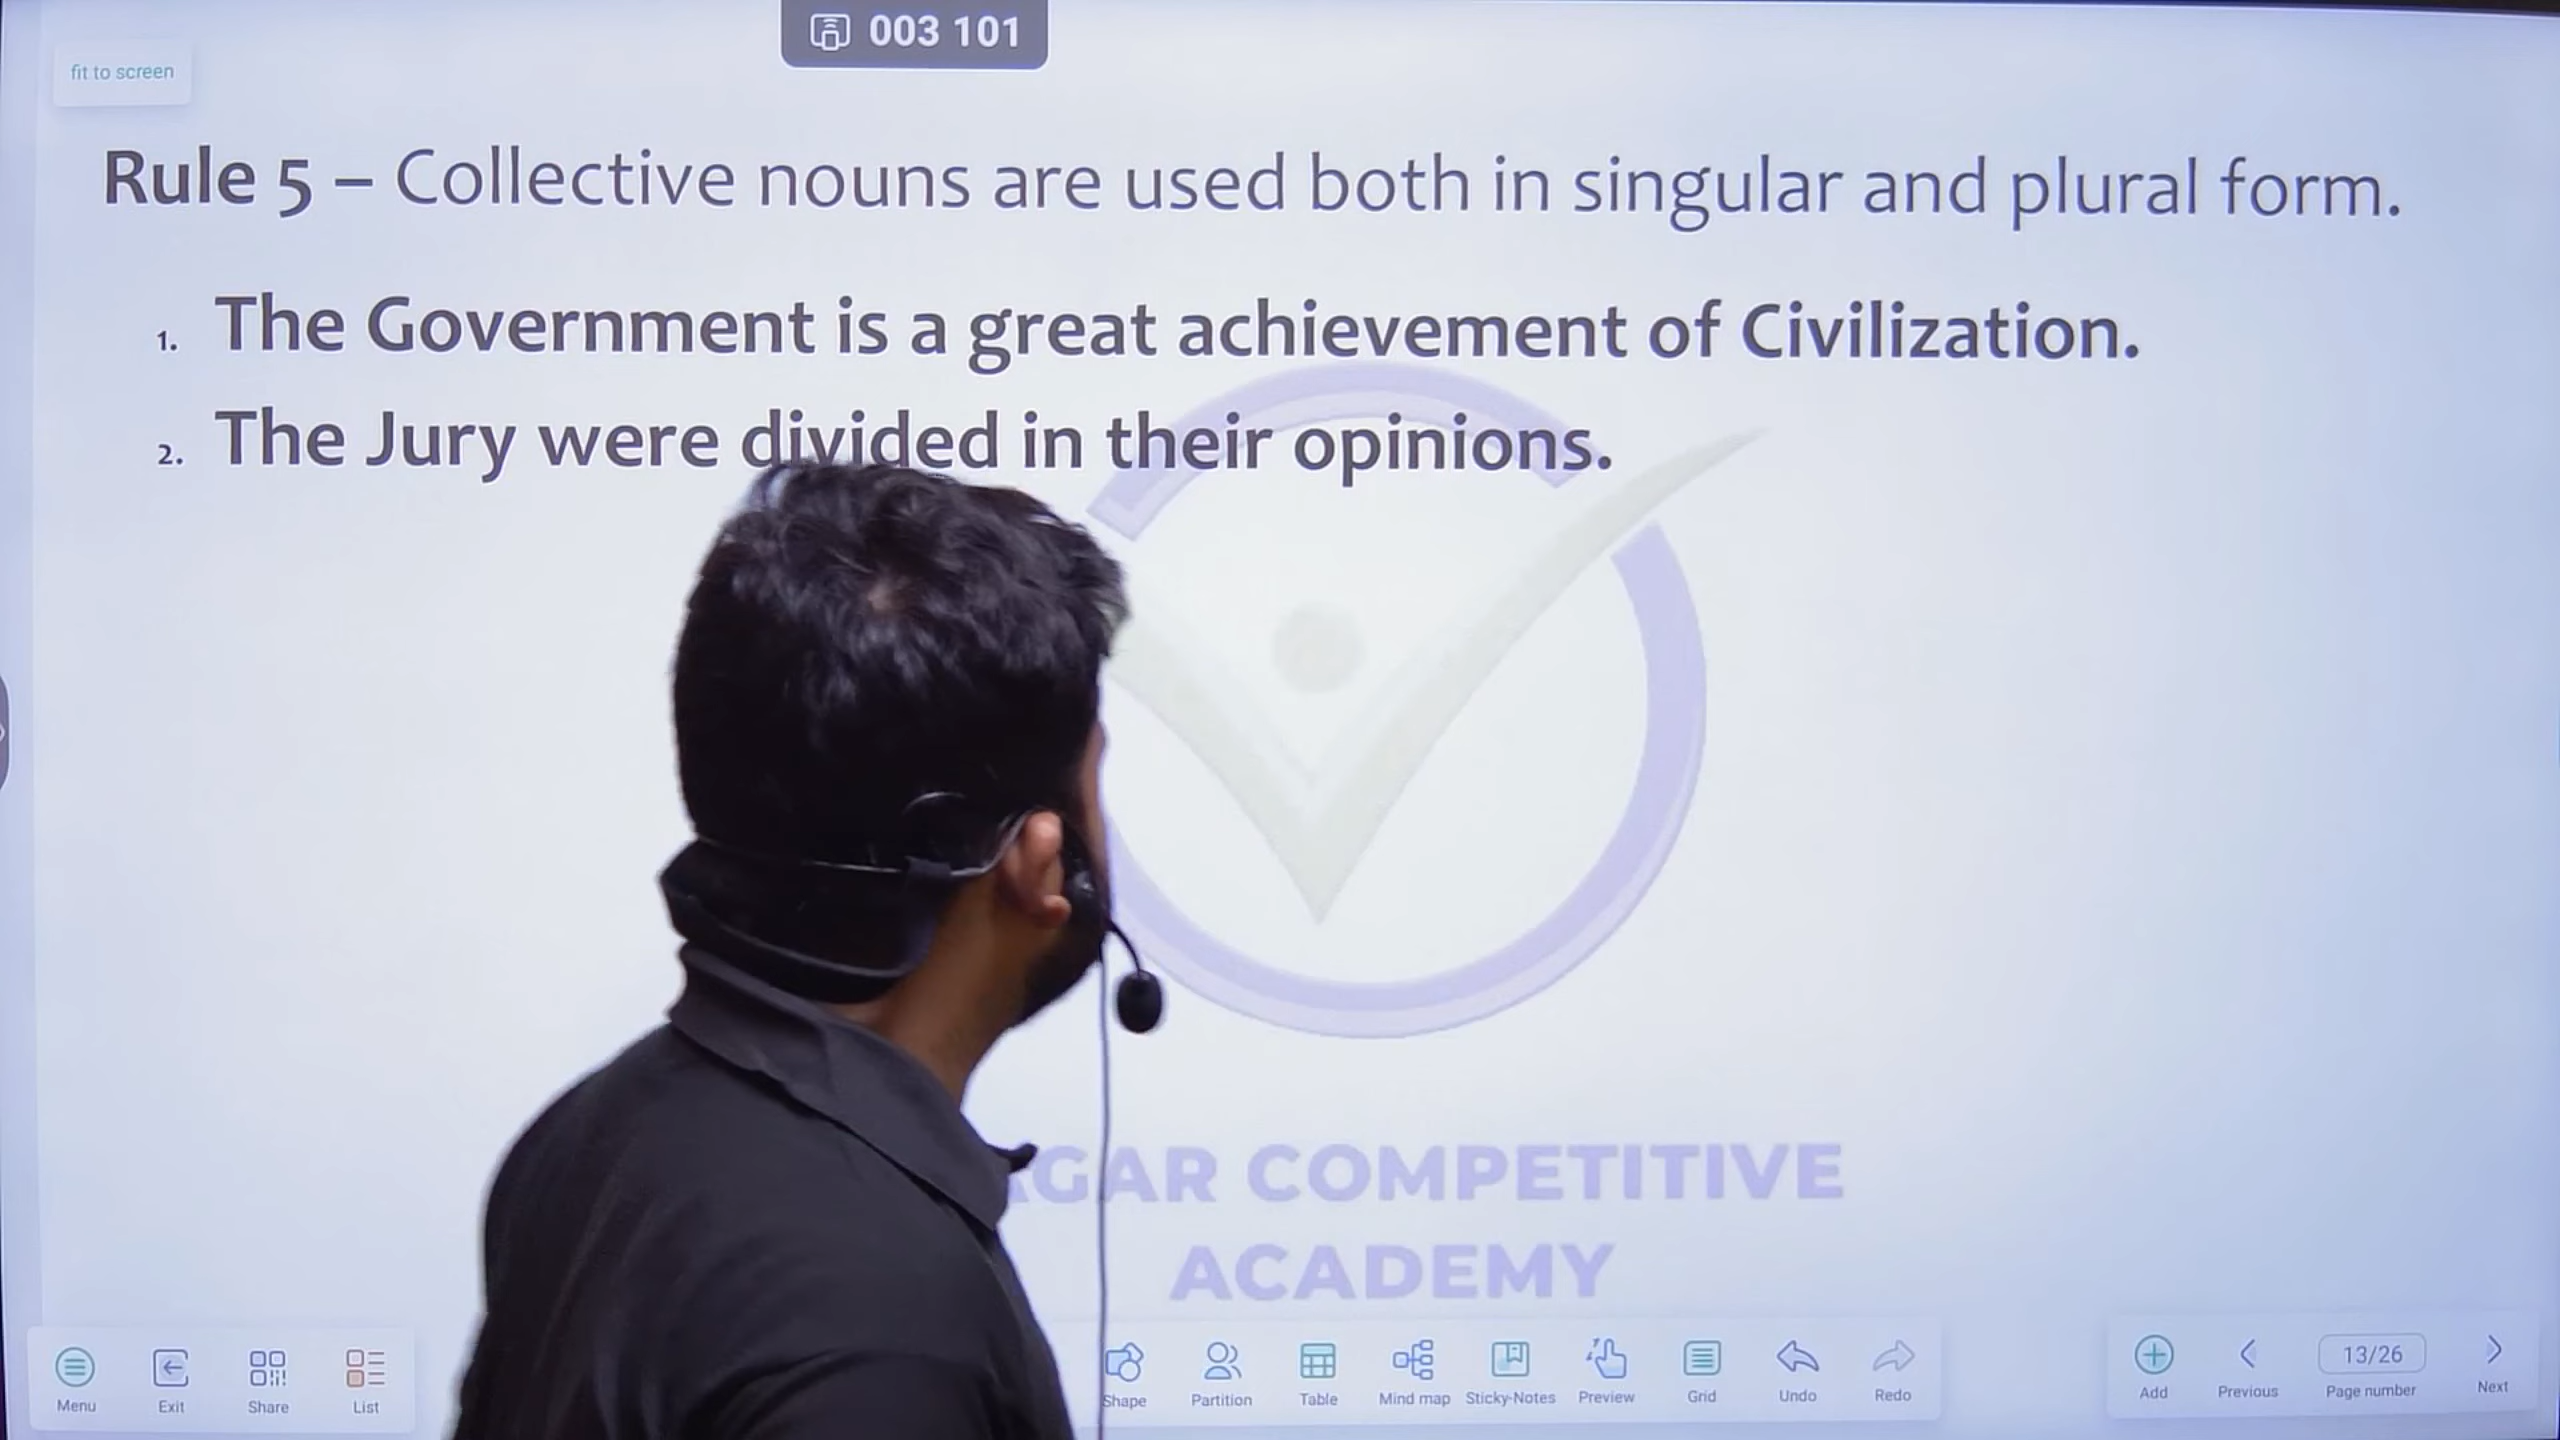 003 101
fit to screen
Rule 5 – Collective nouns are used both in singular and plural form.
1. The Government is a great achievement of Civilization.
2. The Jury were divided in their opinions.
COMPETITIVE
ACADEMY
Menu Exit Share List Shape Partition Table Mind map Sticky-Notes Preview Grid Undo Redo Add Previous 13/26 Page number Next